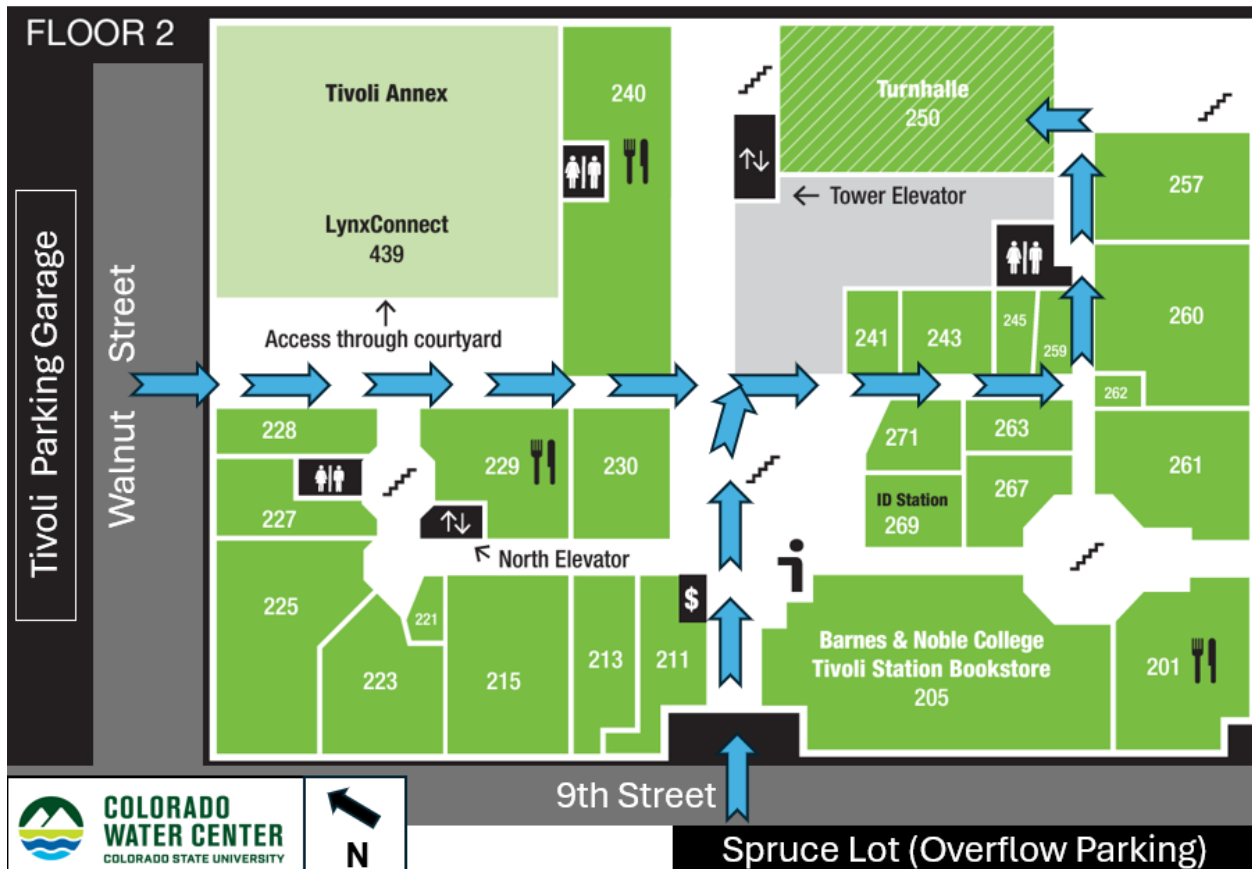 FLOOR 2
Tivoli Parking Garage
Walnut Street
Tivoli Annex
LynxConnect
439
Access through courtyard
240
Turnhalle
250
Tower Elevator
257
260
241
243
245
259
262
228
229
230
271
263
261
227
ID Station
269
267
North Elevator
225
221
223
215
213
211
$
Barnes & Noble College
Tivoli Station Bookstore
205
201
9th Street
COLORADO
WATER CENTER
COLORADO STATE UNIVERSITY
N
Spruce Lot (Overflow Parking)